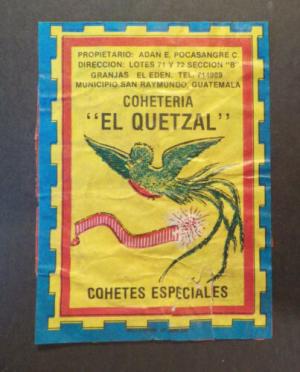 PROPIETARIO: ADAN E. POCASANGRE C.
DIRECCION: LOTES 71 Y 72 SECCION "B"
GRANJAS EL EDEN. TEL.
MUNICIPIO SAN RAYMUNDO, GUATEMALA
COHETERIA
"EL QUETZAL"
COHETES ESPECIALES